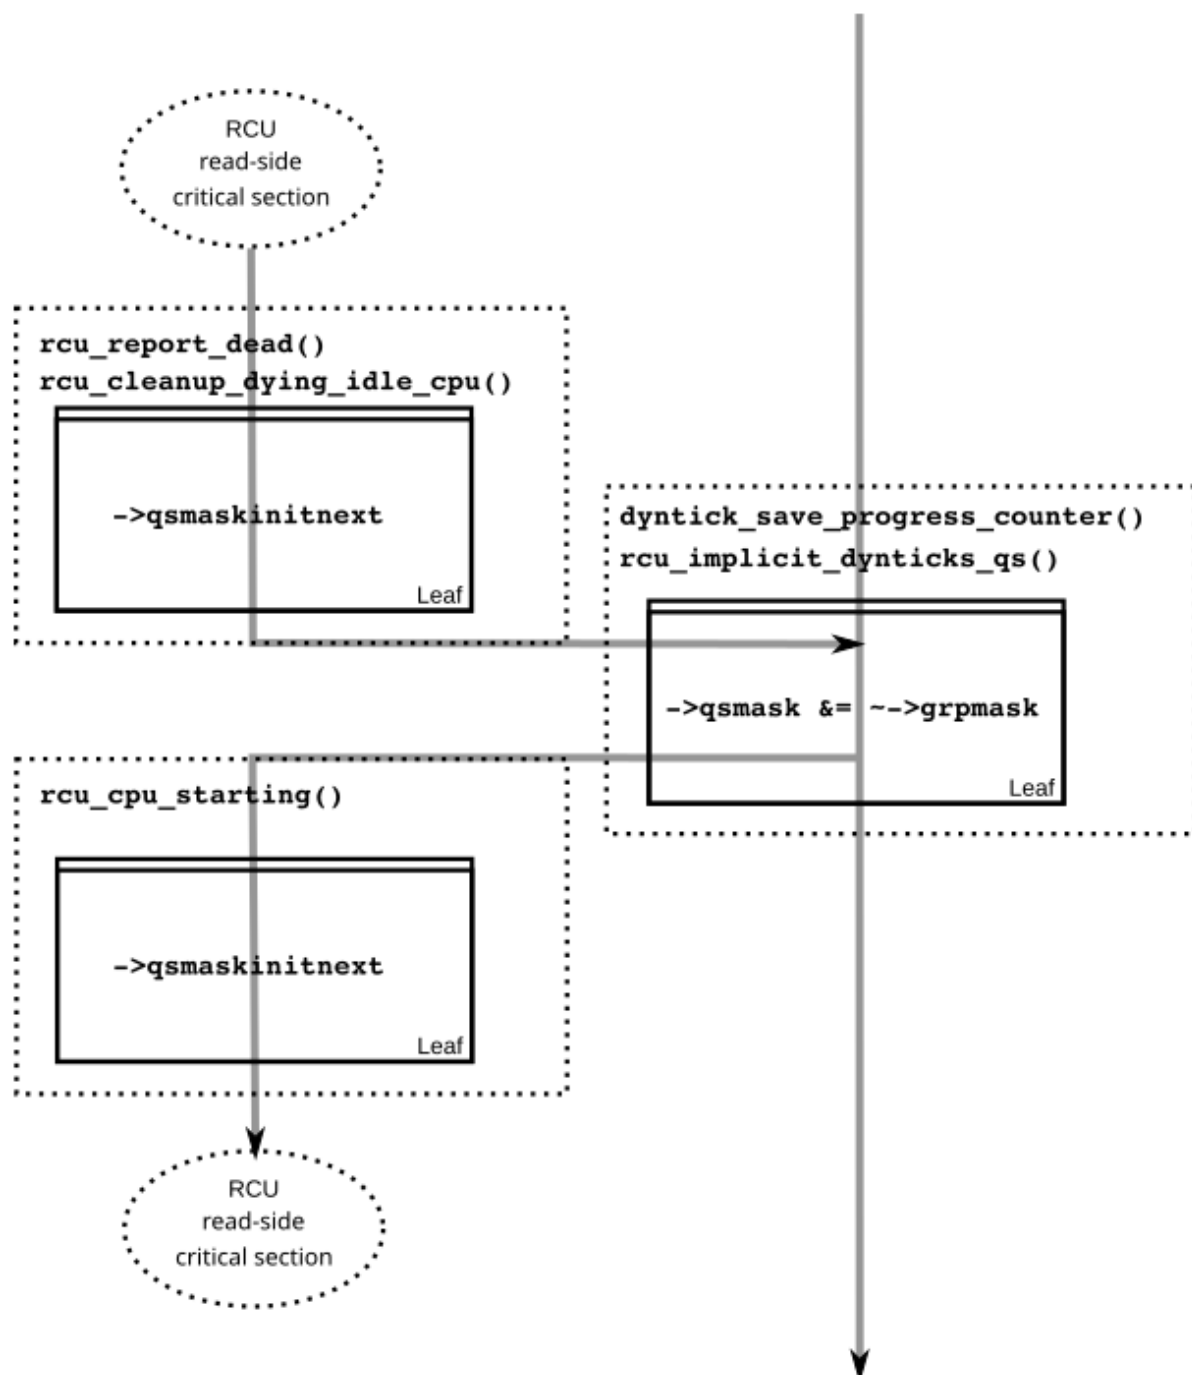 RCU
read-side
critical section
rcu_report_dead()
rcu_cleanup_dying_idle_cpu()
->qsmaskinitnext
Leaf
dyntick_save_progress_counter()
rcu_implicit_dynticks_qs()
->qsmask &= ~->grpmask
Leaf
rcu_cpu_starting()
->qsmaskinitnext
Leaf
RCU
read-side
critical section